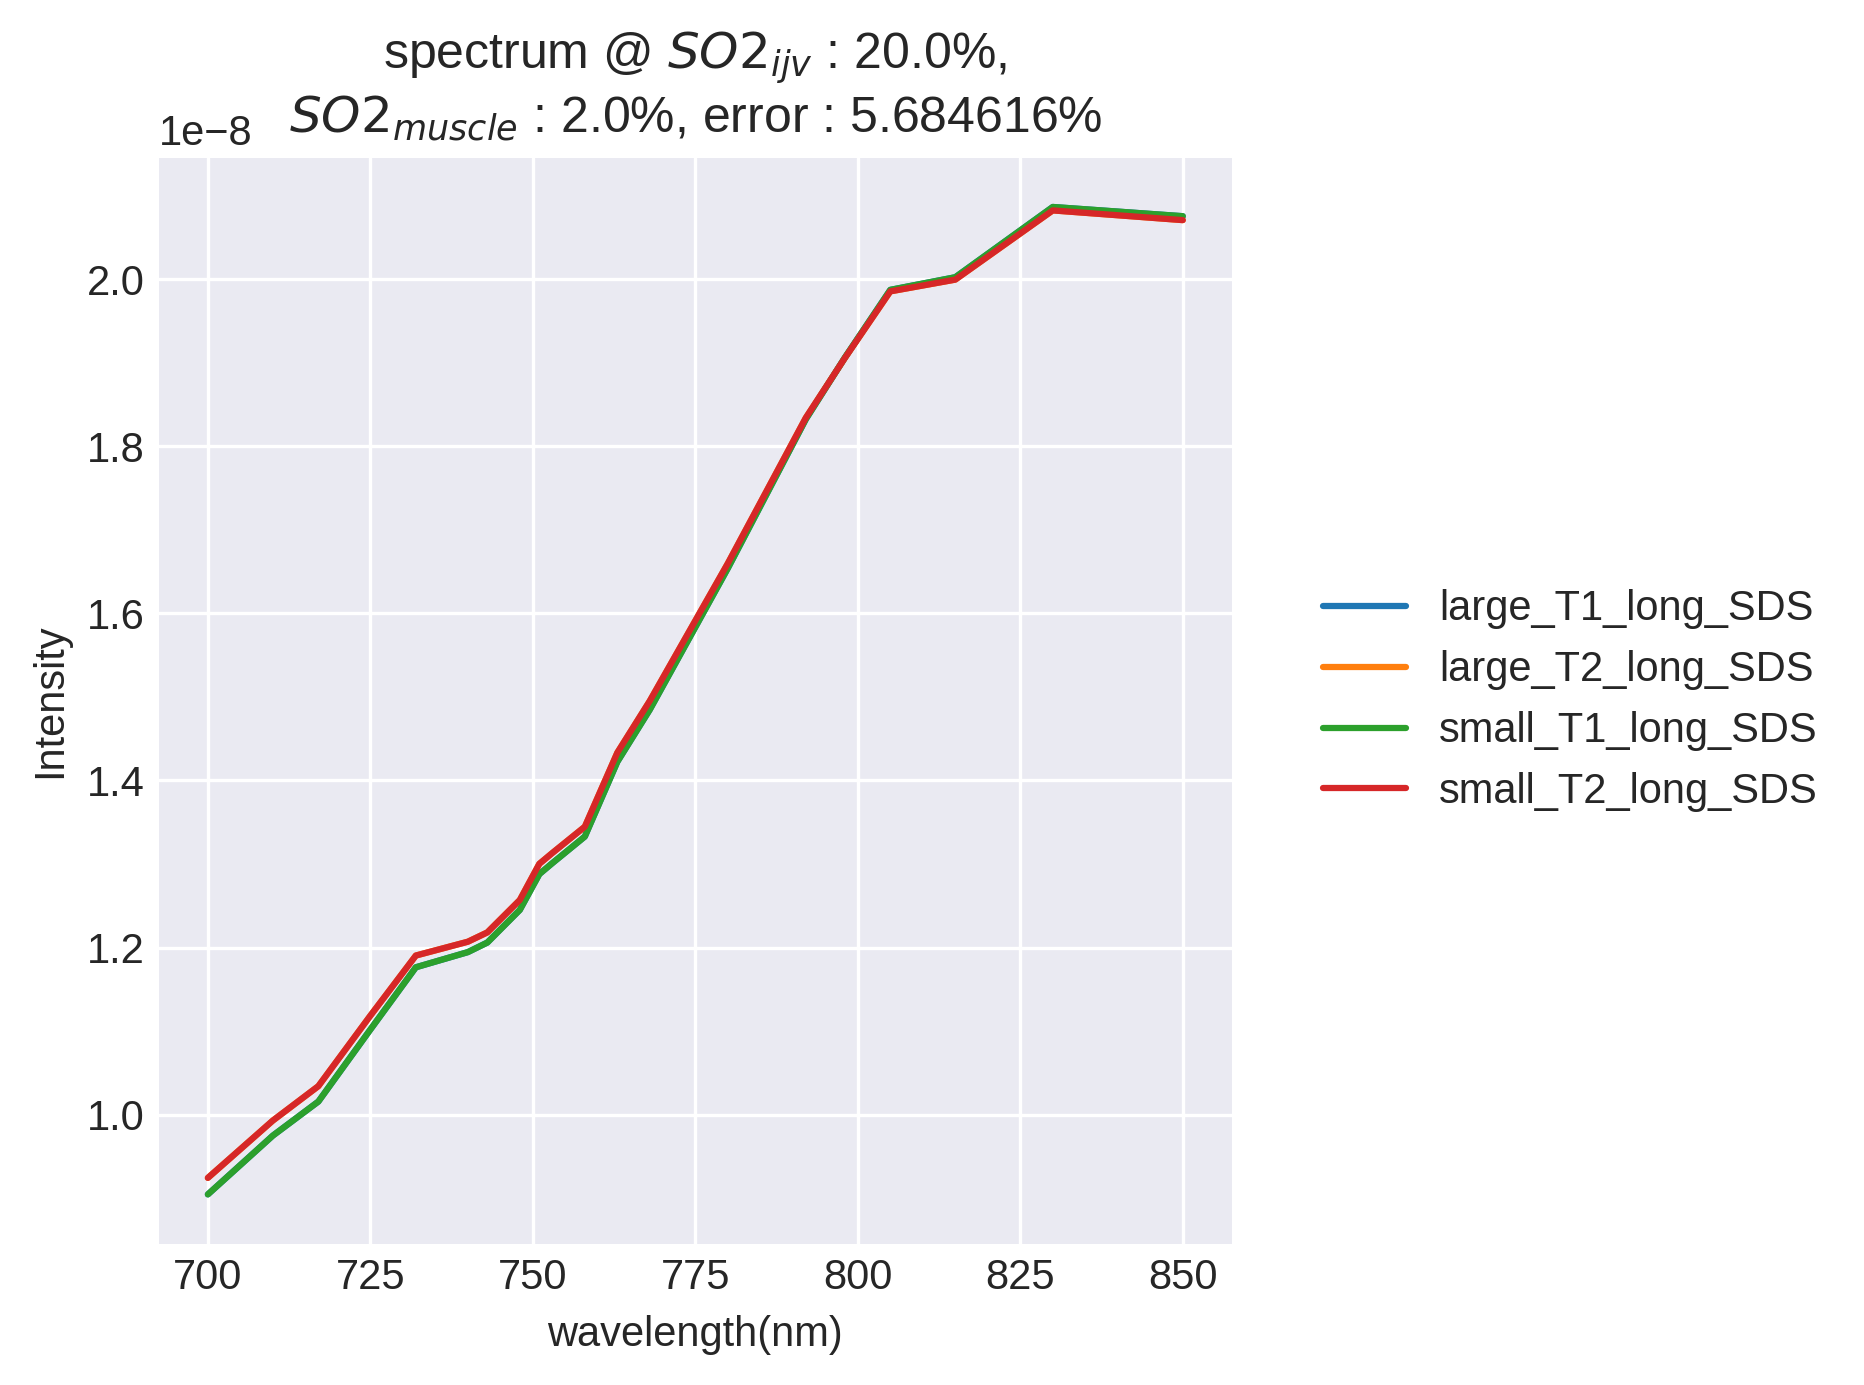 spectrum @ SO2ijv : 20.0%,
SO2muscle : 2.0%, error : 5.684616%
1e−8
2.0
1.8
1.6
1.4
1.2
1.0
Intensity
700 725 750 775 800 825 850
wavelength(nm)
large_T1_long_SDS
large_T2_long_SDS
small_T1_long_SDS
small_T2_long_SDS